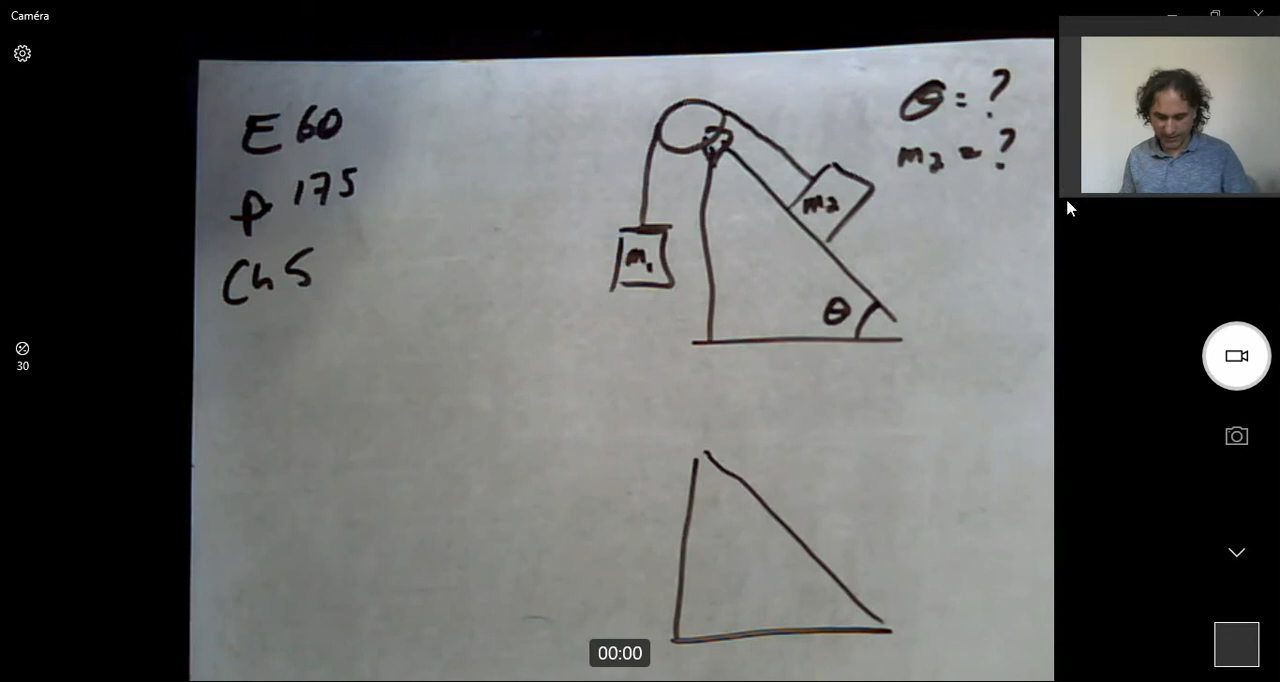 Caméra
30
E 60
p 175
Ch 5
θ = ?
m₂ = ?
m₂
m₁
θ
00:00